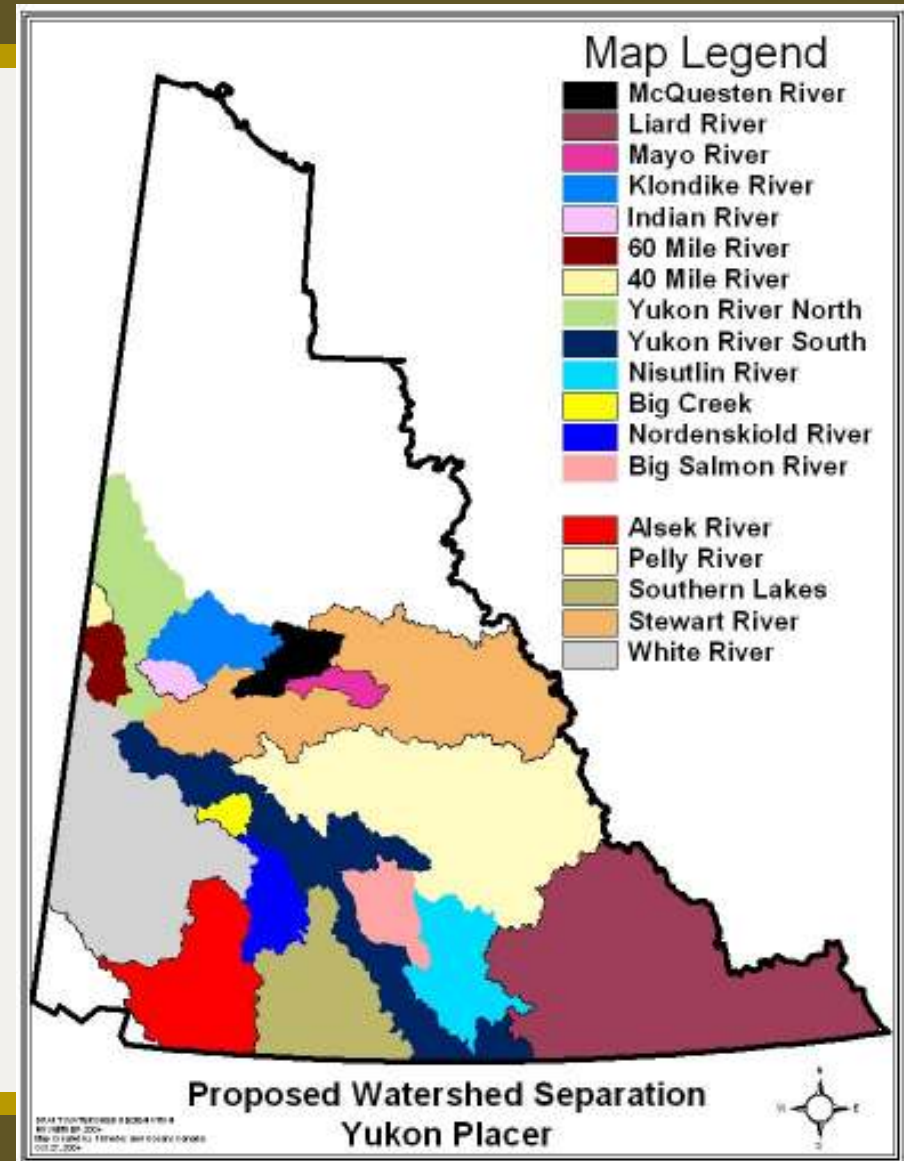 Map Legend
McQuesten River
Liard River
Mayo River
Klondike River
Indian River
60 Mile River
40 Mile River
Yukon River North
Yukon River South
Nisutlin River
Big Creek
Nordenskiold River
Big Salmon River
Alsek River
Pelly River
Southern Lakes
Stewart River
White River
Proposed Watershed Separation
Yukon Placer
W E